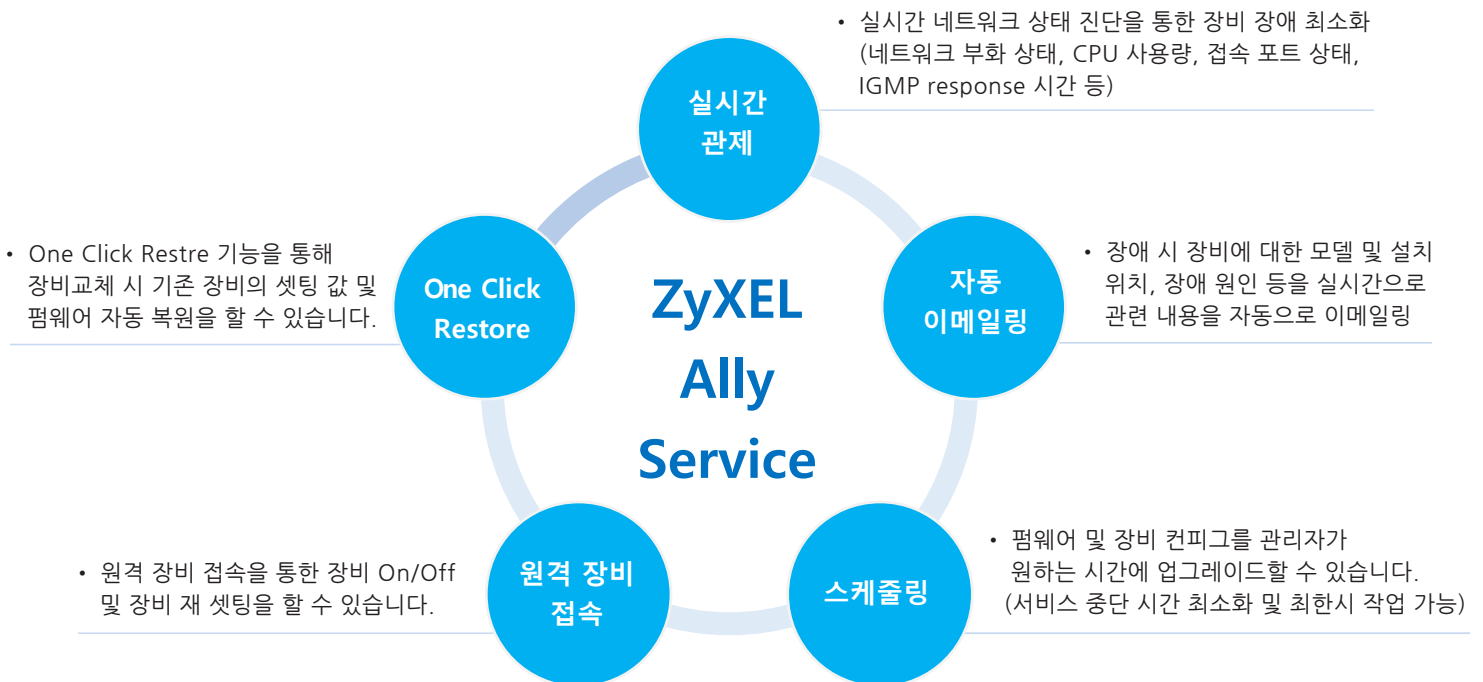 • 실시간 네트워크 상태 진단을 통한 장비 장애 최소화
(네트워크 부화 상태, CPU 사용량, 접속 포트 상태,
IGMP response 시간 등)
실시간
관제
• One Click Restre 기능을 통해
장비교체 시 기존 장비의 셋팅 값 및
펌웨어 자동 복원을 할 수 있습니다.
One Click
Restore
ZyXEL
Ally
Service
자동
이메일링
• 장애 시 장비에 대한 모델 및 설치
위치, 장애 원인 등을 실시간으로
관련 내용을 자동으로 이메일링
• 원격 장비 접속을 통한 장비 On/Off
및 장비 재 셋팅을 할 수 있습니다.
원격 장비
접속
스케줄링
• 펌웨어 및 장비 컨피그를 관리자가
원하는 시간에 업그레이드할 수 있습니다.
(서비스 중단 시간 최소화 및 최한시 작업 가능)